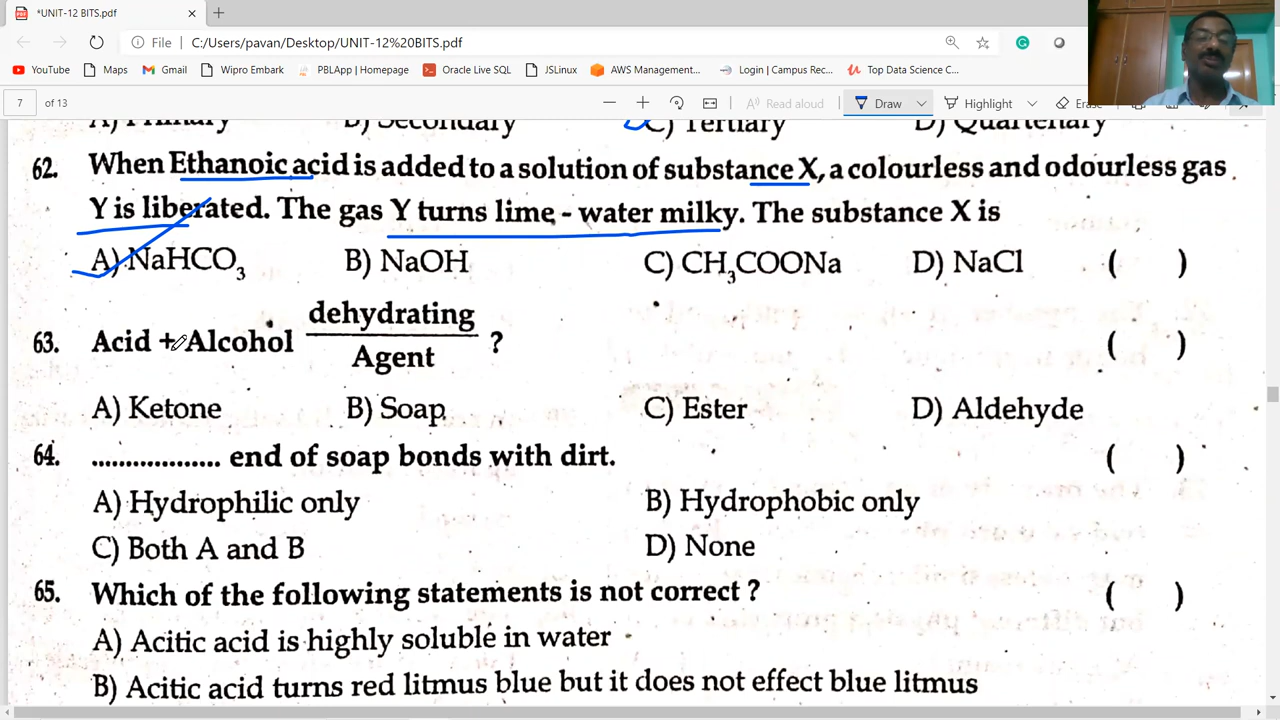 *UNIT-12 BITS.pdf
File C:/Users/pavan/Desktop/UNIT-12%20BITS.pdf
YouTube Maps Gmail Wipro Embark PBLApp | Homepage Oracle Live SQL JSLinux AWS Management... Login | Campus Rec... Top Data Science C...
7 of 13 Read aloud Draw Highlight Erase
A) Primary B) Secondary C) Tertiary D) Quartenary
62. When Ethanoic acid is added to a solution of substance X, a colourless and odourless gas
Y is liberated. The gas Y turns lime - water milky. The substance X is
A) NaHCO₃ B) NaOH C) CH₃COONa D) NaCl ( )
dehydrating
63. Acid + Alcohol ? ( )
Agent
A) Ketone B) Soap C) Ester D) Aldehyde
64. ................... end of soap bonds with dirt. ( )
A) Hydrophilic only B) Hydrophobic only
C) Both A and B D) None
65. Which of the following statements is not correct ? ( )
A) Acitic acid is highly soluble in water
B) Acitic acid turns red litmus blue but it does not effect blue litmus